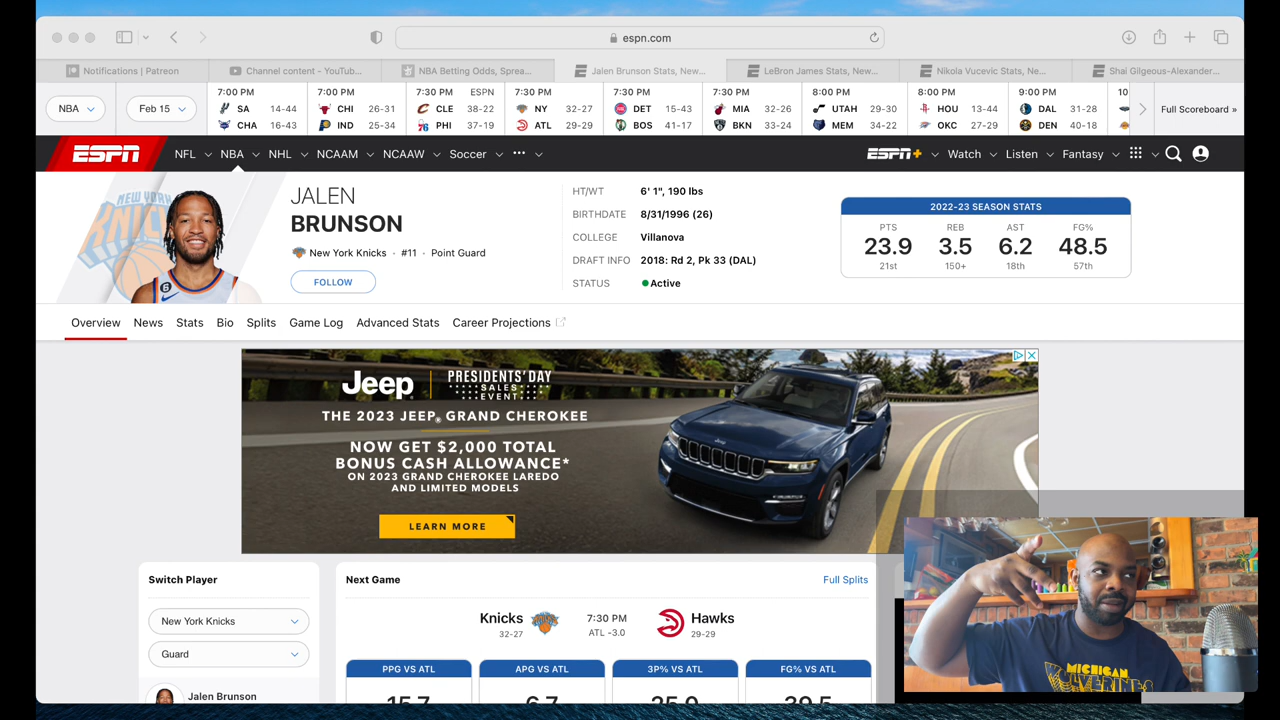 espn.com
Notifications | Patreon
Channel content - YouTub...
NBA Betting Odds, Sprea...
Jalen Brunson Stats, New...
LeBron James Stats, New...
Nikola Vucevic Stats, Ne...
Shai Gilgeous-Alexander...
NBA
Feb 15
7:00 PM
SA 14-44
CHA 16-43
7:00 PM
CHI 26-31
IND 25-34
7:30 PM ESPN
CLE 38-22
PHI 37-19
7:30 PM
NY 32-27
ATL 29-29
7:30 PM
DET 15-43
BOS 41-17
7:30 PM
MIA 32-26
BKN 33-24
8:00 PM
UTAH 29-30
MEM 34-22
8:00 PM
HOU 13-44
OKC 27-29
9:00 PM
DAL 31-28
DEN 40-18
10
Full Scoreboard »
ESPN NFL NBA NHL NCAAM NCAAW Soccer ••• ESPN+ Watch Listen Fantasy
NEW YORK
6
JALEN
BRUNSON
New York Knicks • #11 • Point Guard
FOLLOW
HT/WT 6' 1", 190 lbs
BIRTHDATE 8/31/1996 (26)
COLLEGE Villanova
DRAFT INFO 2018: Rd 2, Pk 33 (DAL)
STATUS Active
2022-23 SEASON STATS
PTS REB AST FG%
23.9 3.5 6.2 48.5
21st 150+ 18th 57th
Overview News Stats Bio Splits Game Log Advanced Stats Career Projections
Jeep® PRESIDENTS' DAY
SALES
EVENT
THE 2023 JEEP® GRAND CHEROKEE
NOW GET $2,000 TOTAL
BONUS CASH ALLOWANCE*
ON 2023 GRAND CHEROKEE LAREDO
AND LIMITED MODELS
LEARN MORE
Switch Player
New York Knicks
Guard
Jalen Brunson
Next Game Full Splits
Knicks 7:30 PM Hawks
32-27 ATL -3.0 29-29
PPG VS ATL APG VS ATL 3P% VS ATL FG% VS ATL
15.7 6.7 25.0 39.5
MICHIGAN
WOLVERINES